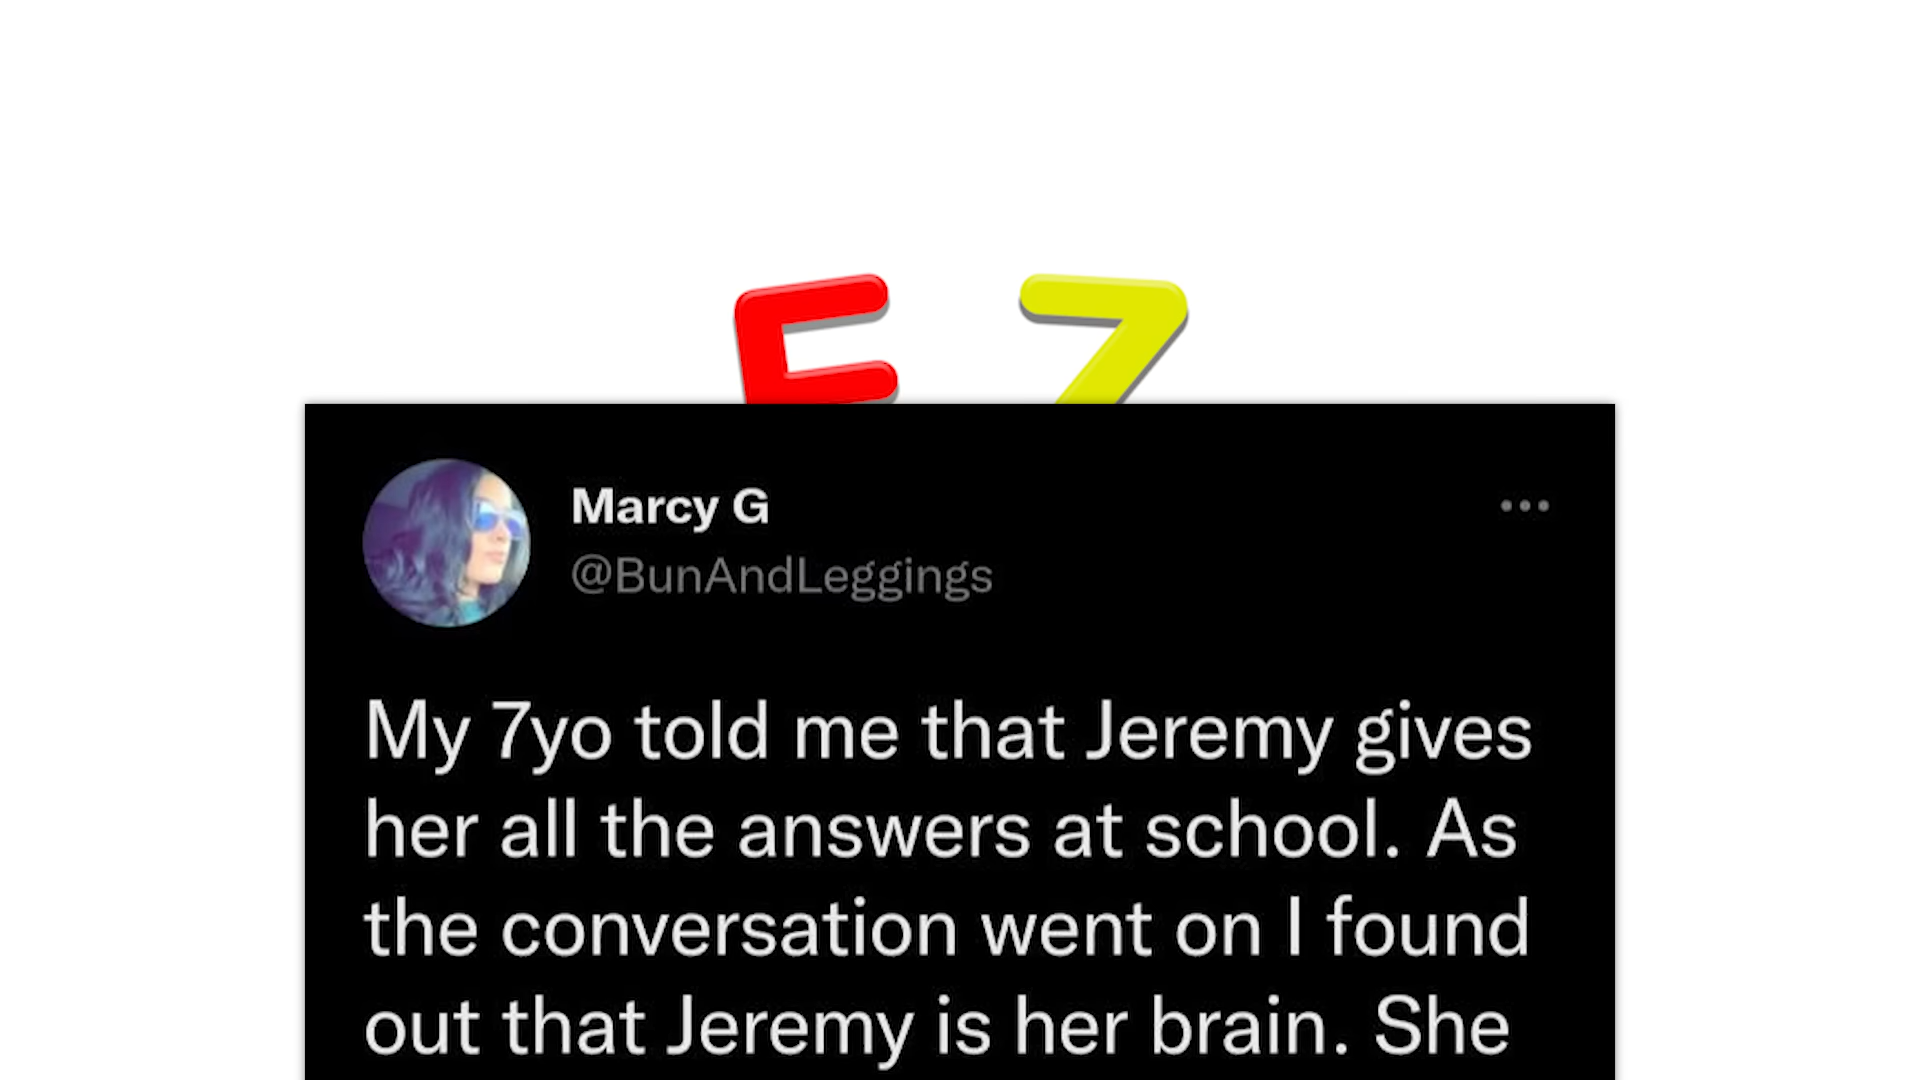 E Z
Marcy G
@BunAndLeggings
My 7yo told me that Jeremy gives
her all the answers at school. As
the conversation went on I found
out that Jeremy is her brain. She